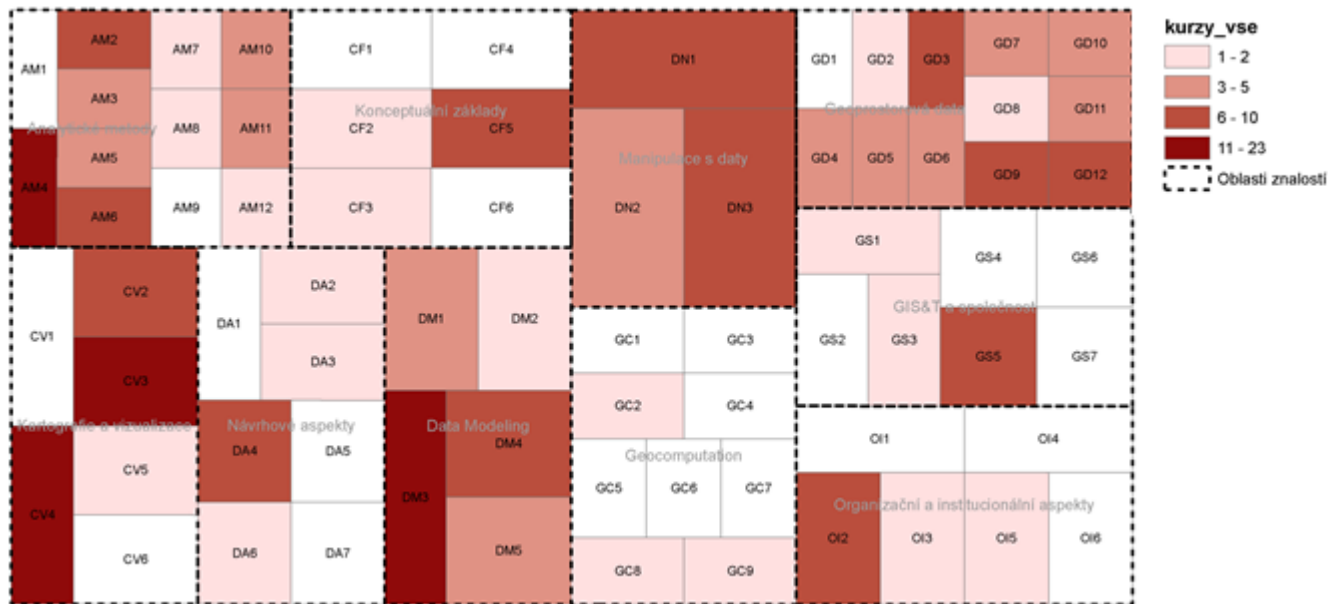 AM1
AM2
AM3
Analytické metody
AM4
AM5
AM6
AM7
AM8
AM9
AM10
AM11
AM12
CF1
CF4
Konceptuální základy
CF2
CF5
CF3
CF6
DN1
Manipulace s daty
DN2
DN3
GD1
GD2
GD3
GD7
GD10
Geoprostorová data
GD8
GD11
GD4
GD5
GD6
GD9
GD12
kurzy_vse
1 - 2
3 - 5
6 - 10
11 - 23
Oblasti znalostí
CV1
CV2
CV3
Kartografie a vizualizace
CV4
CV5
CV6
DA1
DA2
DA3
Návrhové aspekty
DA4
DA5
DA6
DA7
DM1
DM2
Data Modeling
DM3
DM4
DM5
GC1
GC3
GC2
GC4
Geocomputation
GC5
GC6
GC7
GC8
GC9
GS1
GS4
GS6
GIS&T a společnost
GS2
GS3
GS5
GS7
OI1
OI4
Organizační a institucionální aspekty
OI2
OI3
OI5
OI6